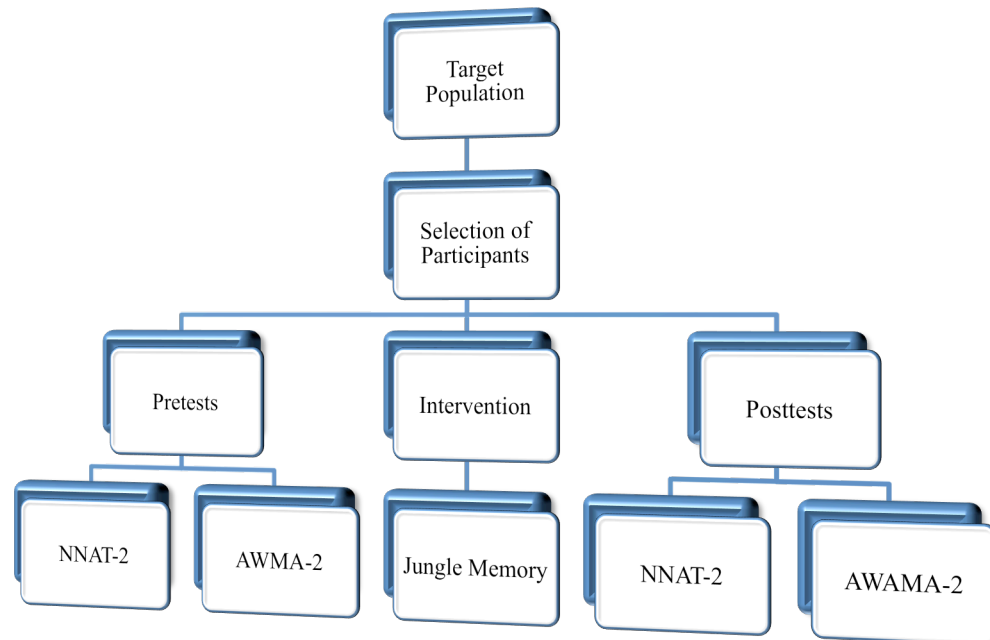 Target
Population
Selection of
Participants
Pretests
Intervention
Posttests
NNAT-2
AWMA-2
Jungle Memory
NNAT-2
AWAMA-2